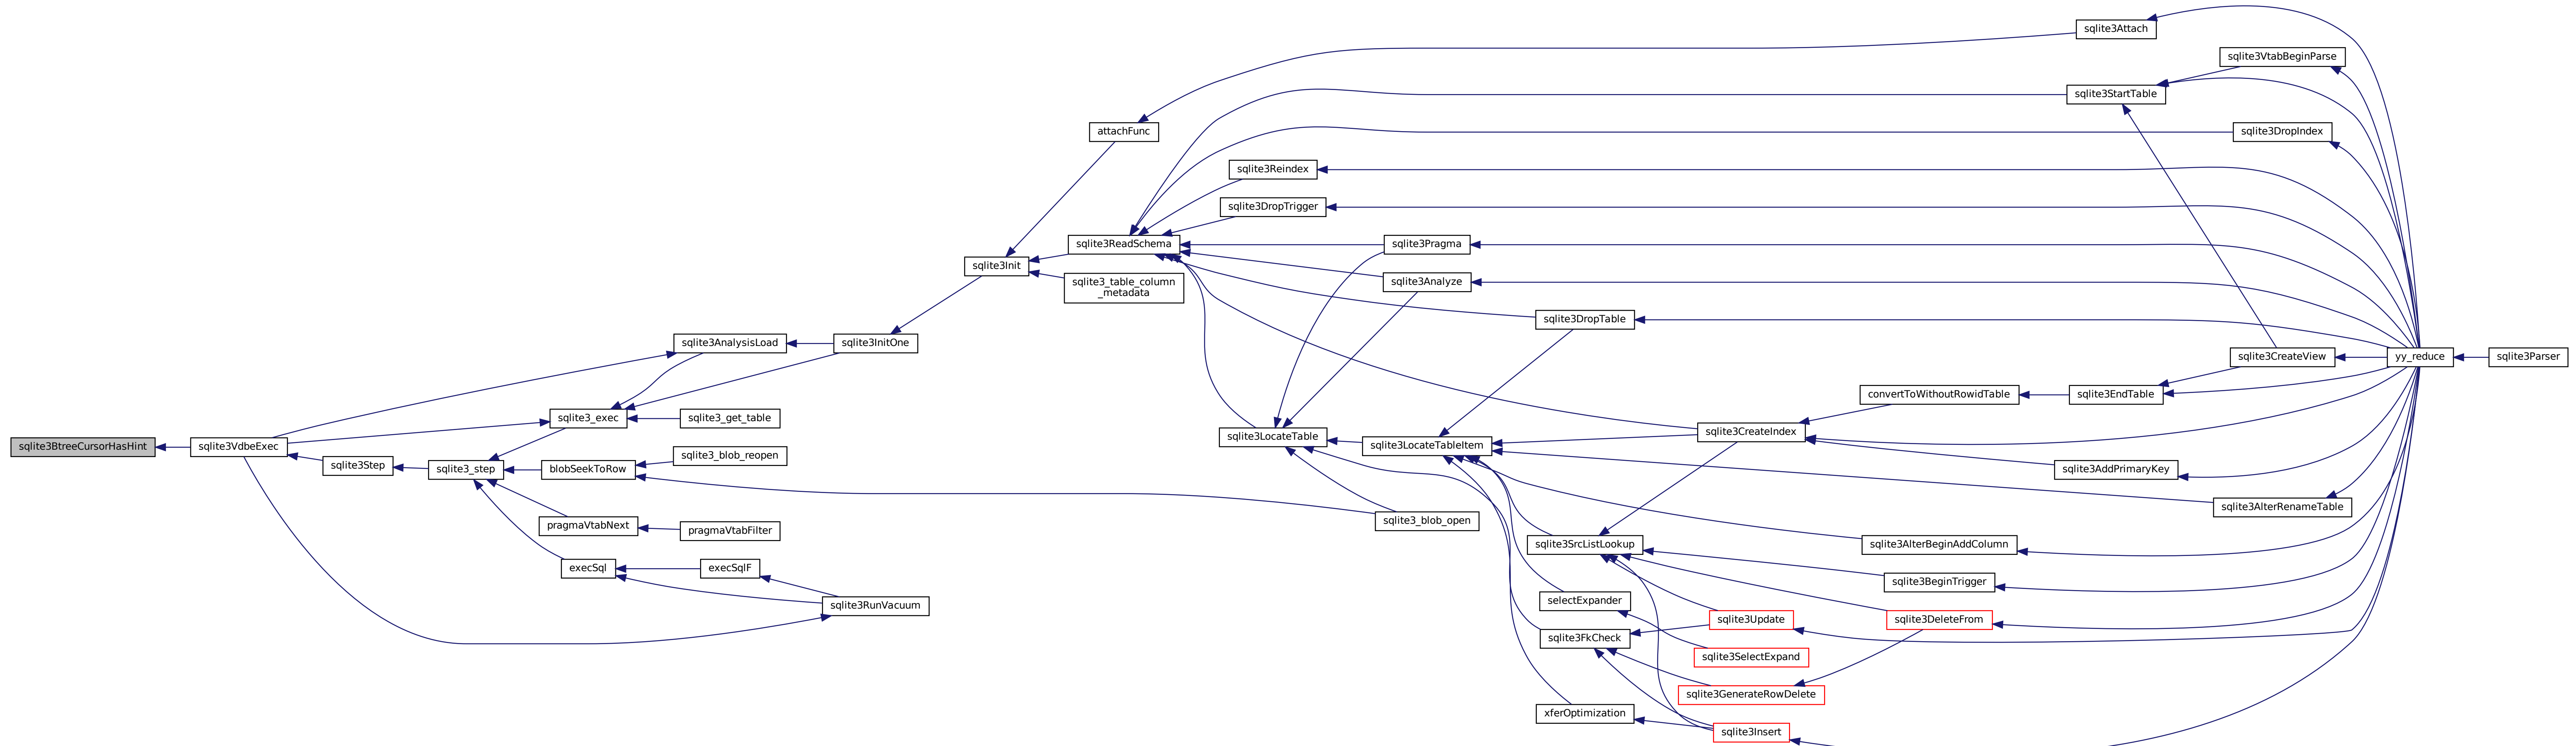 sqlite3BtreeCursorHasHint
sqlite3VdbeExec
sqlite3AnalysisLoad
sqlite3_exec
sqlite3Step
sqlite3_step
sqlite3_get_table
sqlite3_blob_reopen
blobSeekToRow
pragmaVtabNext
pragmaVtabFilter
execSql
execSqlF
sqlite3RunVacuum
sqlite3InitOne
sqlite3Init
attachFunc
sqlite3ReadSchema
sqlite3_table_column
_metadata
sqlite3Reindex
sqlite3DropTrigger
sqlite3LocateTable
sqlite3Pragma
sqlite3Analyze
sqlite3LocateTableItem
sqlite3_blob_open
sqlite3DropTable
sqlite3SrcListLookup
selectExpander
sqlite3FkCheck
xferOptimization
sqlite3CreateIndex
sqlite3Update
sqlite3SelectExpand
sqlite3GenerateRowDelete
sqlite3Insert
convertToWithoutRowidTable
sqlite3AlterBeginAddColumn
sqlite3BeginTrigger
sqlite3DeleteFrom
sqlite3Attach
sqlite3StartTable
sqlite3EndTable
sqlite3AddPrimaryKey
sqlite3VtabBeginParse
sqlite3DropIndex
sqlite3CreateView
sqlite3AlterRenameTable
yy_reduce
sqlite3Parser